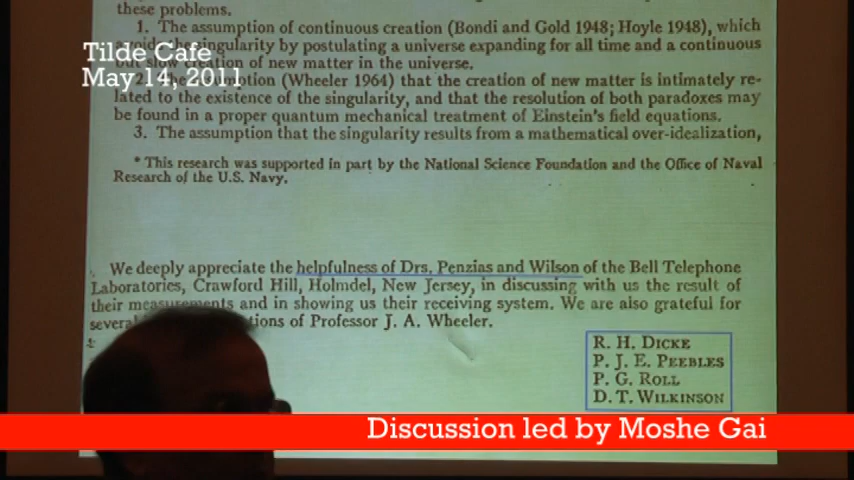 these problems.
1. The assumption of continuous creation (Bondi and Gold 1948; Hoyle 1948), which
singularity by postulating a universe expanding for all time and a continuous
Tilde Cafe
but slow creation of new matter in the universe.
May 14, 2011
2. (Wheeler 1964) that the creation of new matter is intimately re-
lated to the existence of the singularity, and that the resolution of both paradoxes may
be found in a proper quantum mechanical treatment of Einstein's field equations.
3. The assumption that the singularity results from a mathematical over-idealization,
* This research was supported in part by the National Science Foundation and the Office of Naval
Research of the U.S. Navy.
We deeply appreciate the helpfulness of Drs. Penzias and Wilson of the Bell Telephone
Laboratories, Crawford Hill, Holmdel, New Jersey, in discussing with us the result of
their measurements and in showing us their receiving system. We are also grateful for
several of Professor J. A. Wheeler.
R. H. DICKE
P. J. E. PEEBLES
P. G. ROLL
D. T. WILKINSON
Discussion led by Moshe Gai